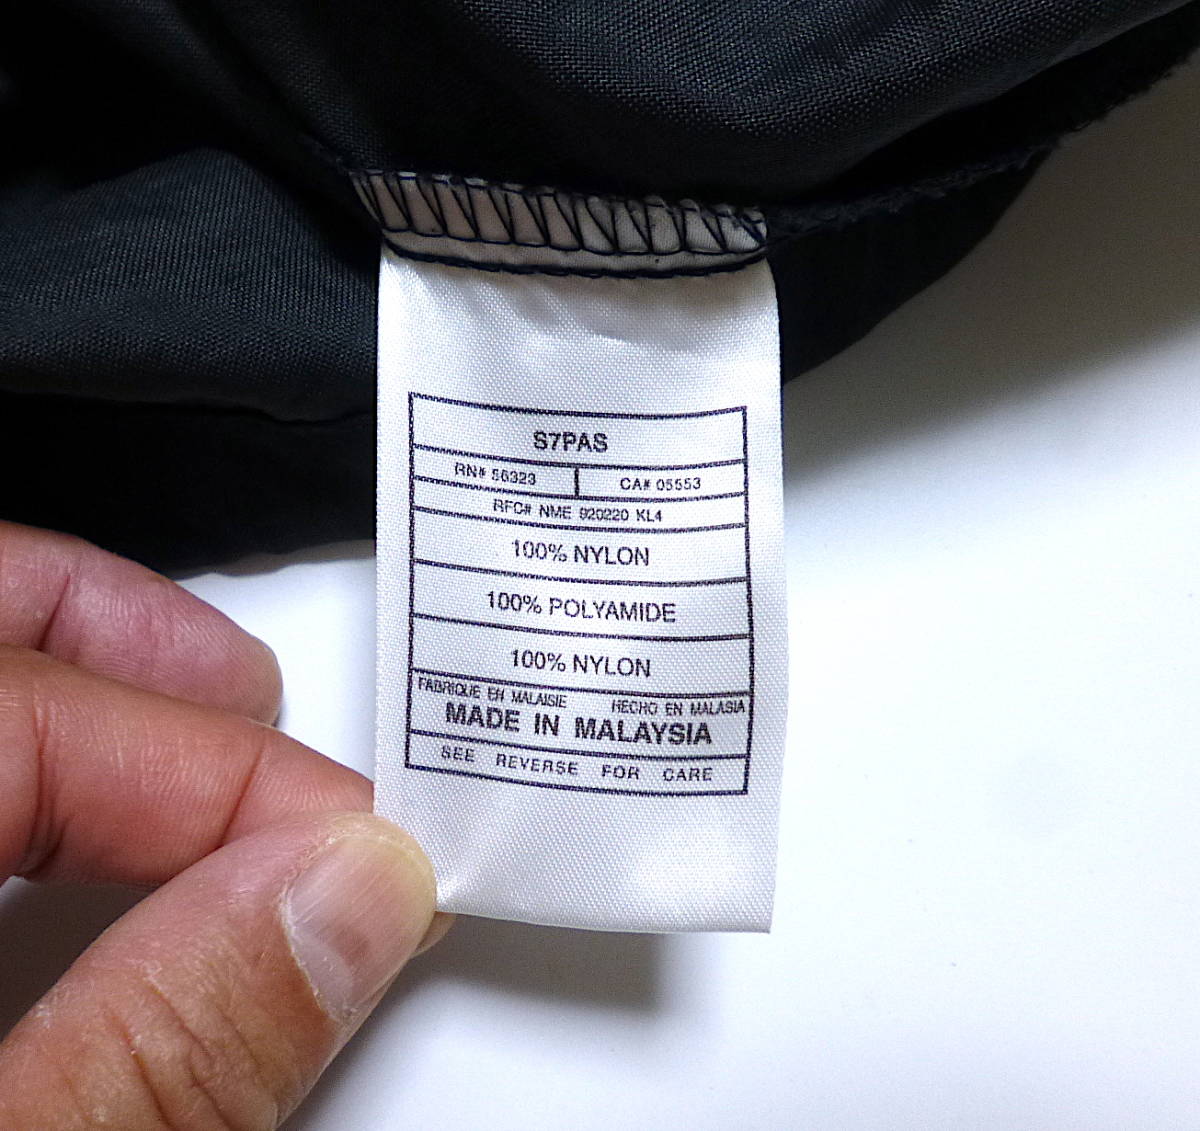 S7PAS
RN# 56323 CA# 05553
RFC# NME 920220 KL4
100% NYLON
100% POLYAMIDE
100% NYLON
FABRIQUE EN MALAISIE HECHO EN MALASIA
MADE IN MALAYSIA
SEE REVERSE FOR CARE